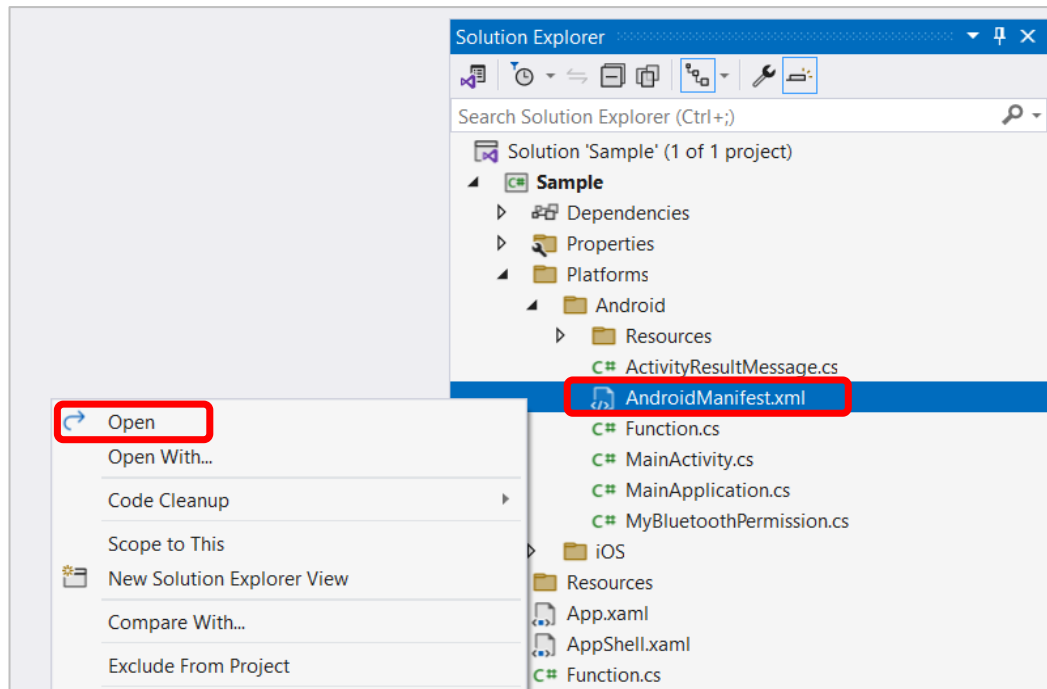 Solution Explorer
Search Solution Explorer (Ctrl+;)
Solution 'Sample' (1 of 1 project)
C# Sample
Dependencies
Properties
Platforms
Android
Resources
C# ActivityResultMessage.cs
AndroidManifest.xml
C# Function.cs
C# MainActivity.cs
C# MainApplication.cs
C# MyBluetoothPermission.cs
iOS
Resources
App.xaml
AppShell.xaml
C# Function.cs
Open
Open With...
Code Cleanup
Scope to This
New Solution Explorer View
Compare With...
Exclude From Project